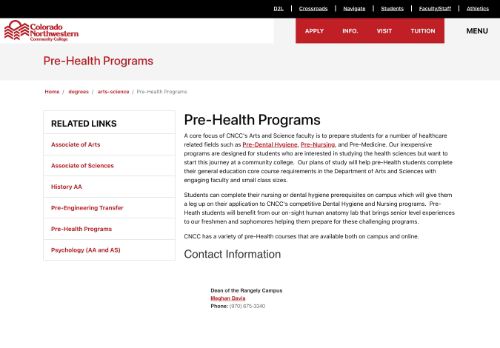 D2L | Crossroads | Navigate | Students | Faculty/Staff | Athletics
Colorado
Northwestern
Community College
APPLY INFO. VISIT TUITION MENU
Pre-Health Programs
Home / degrees / arts-science / Pre-Health Programs
RELATED LINKS
Associate of Arts
Associate of Sciences
History AA
Pre-Engineering Transfer
Pre-Health Programs
Psychology (AA and AS)
Pre-Health Programs
A core focus of CNCC's Arts and Science faculty is to prepare students for a number of healthcare
related fields such as Pre-Dental Hygiene, Pre-Nursing, and Pre-Medicine. Our inexpensive
programs are designed for students who are interested in studying the health sciences but want to
start this journey at a community college. Our plans of study will help pre-Health students complete
their general education core course requirements in the Department of Arts and Sciences with
engaging faculty and small class sizes.
Students can complete their nursing or dental hygiene prerequisites on campus which will give them
a leg up on their application to CNCC's competitive Dental Hygiene and Nursing programs. Pre-
Heath students will benefit from our on-sight human anatomy lab that brings senior level experiences
to our freshmen and sophomores helping them prepare for these challenging programs.
CNCC has a variety of pre-Health courses that are available both on campus and online.
Contact Information
Dean of the Rangely Campus
Meghan Davis
Phone: (970) 675-3340